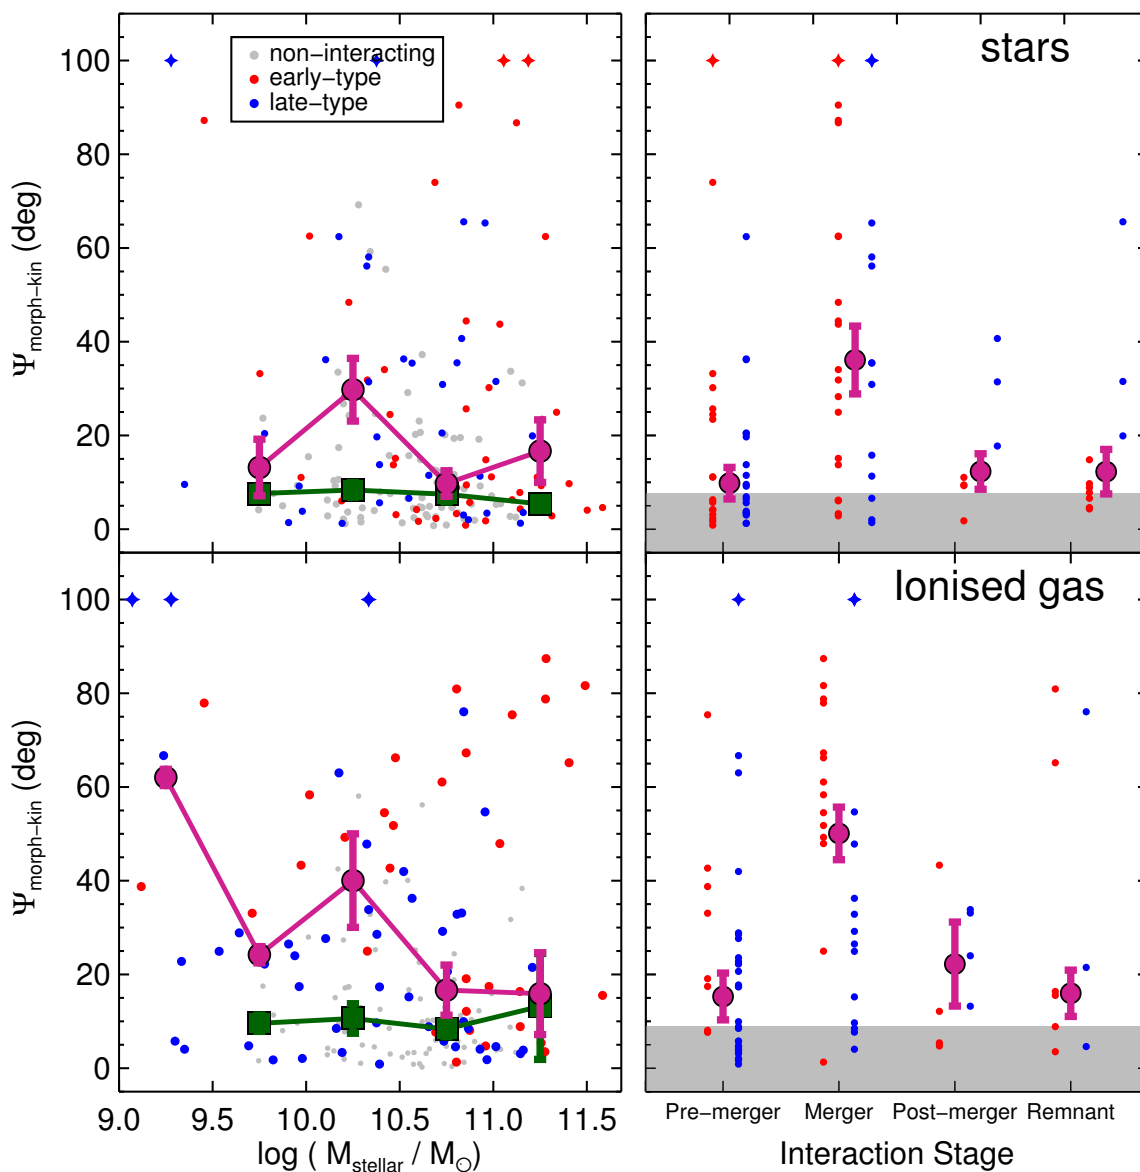 stars
non−interacting
early−type
late−type
100
80
60
40
20
0
Ψmorph−kin (deg)
Ionised gas
100
80
60
40
20
0
Ψmorph−kin (deg)
9.0 9.5 10.0 10.5 11.0 11.5
log ( Mstellar / M⊙)
Pre−merger Merger Post−merger Remnant
Interaction Stage